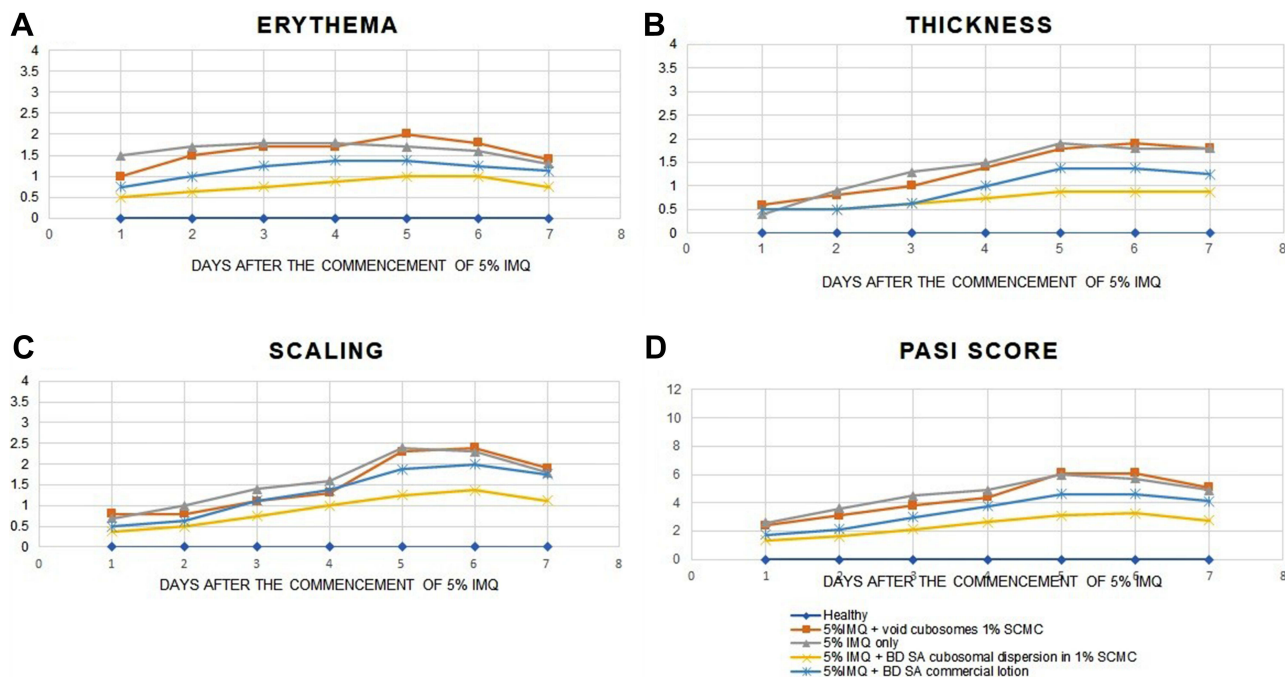 A
ERYTHEMA
4
3.5
3
2.5
2
1.5
1
0.5
0
0 1 2 3 4 5 6 7 8
DAYS AFTER THE COMMENCEMENT OF 5% IMQ
B
THICKNESS
4
3.5
3
2.5
2
1.5
1
0.5
0
0 1 2 3 4 5 6 7 8
DAYS AFTER THE COMMENCEMENT OF 5% IMQ
C
SCALING
4
3.5
3
2.5
2
1.5
1
0.5
0
0 1 2 3 4 5 6 7 8
DAYS AFTER THE COMMENCEMENT OF 5% IMQ
D
PASI SCORE
12
10
8
6
4
2
0
0 1 2 3 4 5 6 7 8
DAYS AFTER THE COMMENCEMENT OF 5% IMQ
Healthy
5%IMQ + void cubosomes 1% SCMC
5% IMQ only
5% IMQ + BD SA cubosomal dispersion in 1% SCMC
5%IMQ + BD SA commercial lotion